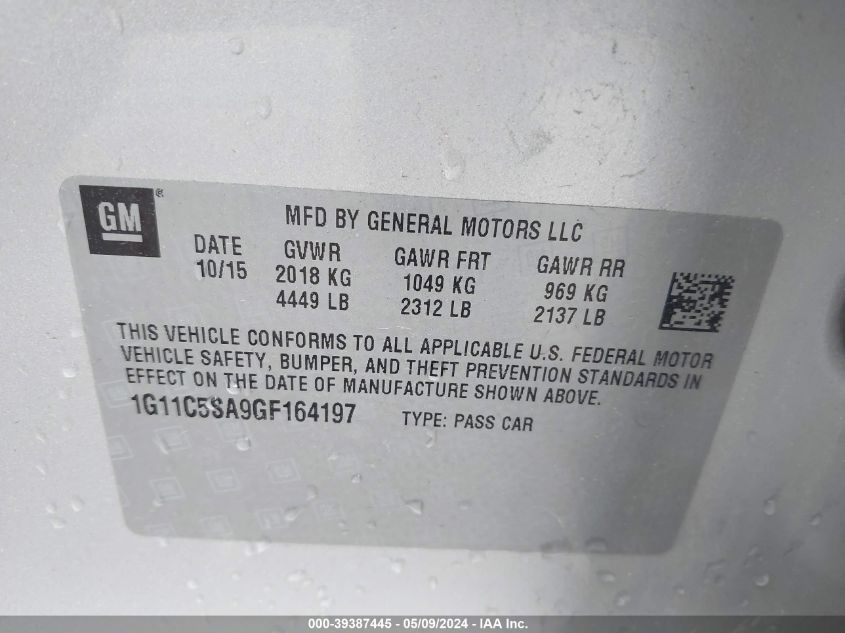 GM®
MFD BY GENERAL MOTORS LLC
DATE GVWR GAWR FRT GAWR RR
10/15 2018 KG 1049 KG 969 KG
4449 LB 2312 LB 2137 LB
THIS VEHICLE CONFORMS TO ALL APPLICABLE U.S. FEDERAL MOTOR
VEHICLE SAFETY, BUMPER, AND THEFT PREVENTION STANDARDS IN
EFFECT ON THE DATE OF MANUFACTURE SHOWN ABOVE.
1G11C5SA9GF164197 TYPE: PASS CAR
000-39387445 - 05/09/2024 - IAA Inc.